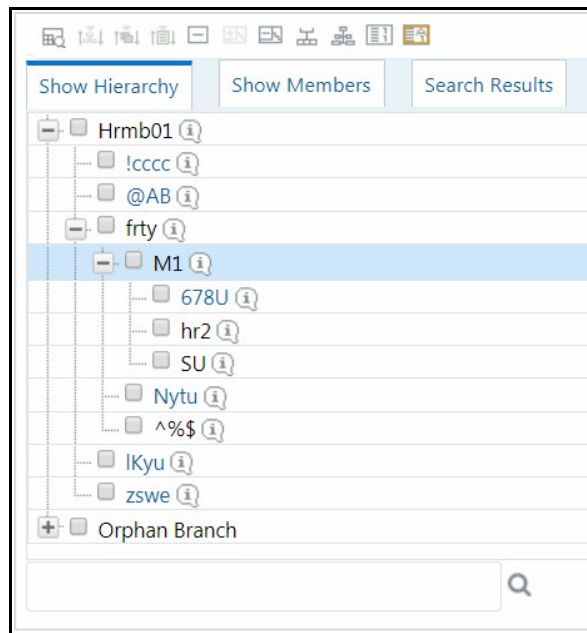 Show Hierarchy Show Members Search Results
Hrmb01
!cccc
@AB
frty
M1
678U
hr2
SU
Nytu
^%$
lKyu
zswe
Orphan Branch